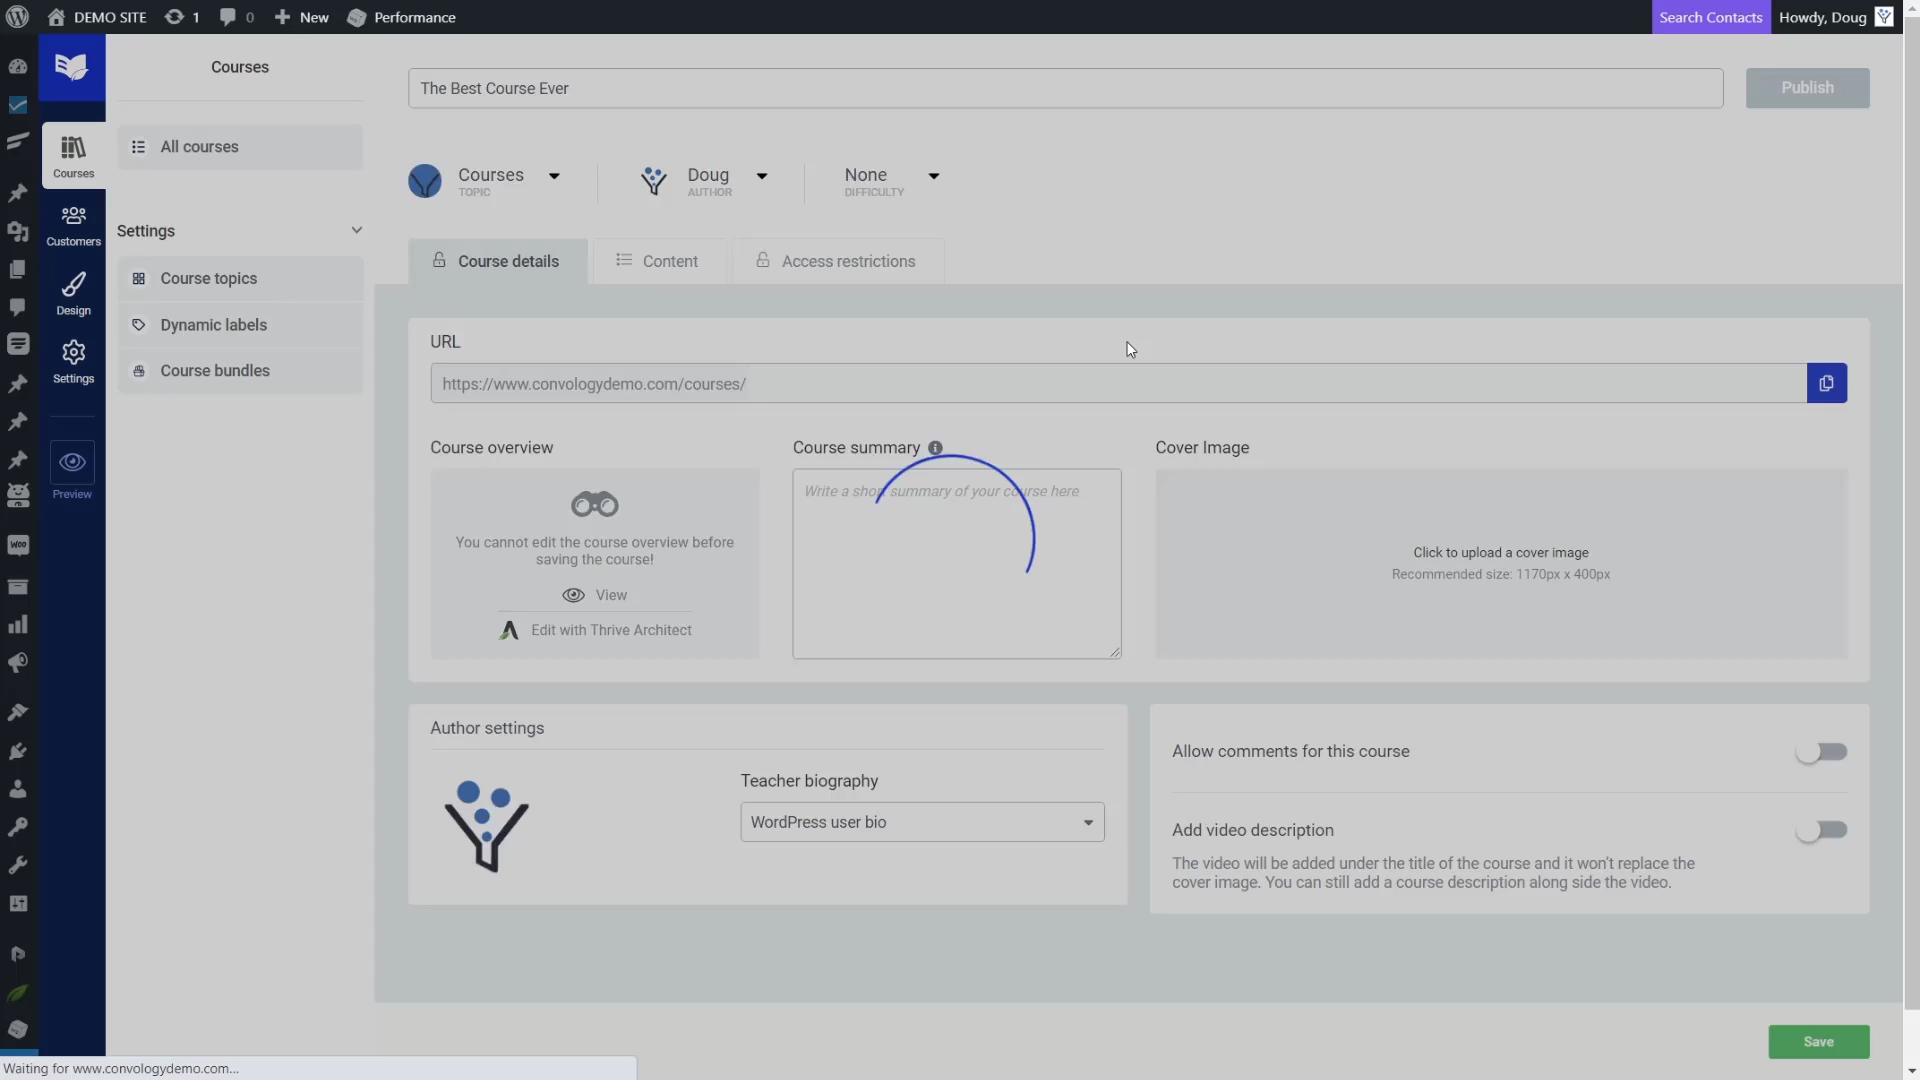 DEMO SITE 1 0 New Performance Search Contacts Howdy, Doug
Courses
The Best Course Ever
Publish
All courses
Courses
Courses
TOPIC
Doug
AUTHOR
None
DIFFICULTY
Customers
Settings
Course details Content Access restrictions
Course topics
Design
Dynamic labels
Settings
Course bundles
URL
https://www.convologydemo.com/courses/
Preview
Course overview
You cannot edit the course overview before
saving the course!
View
Edit with Thrive Architect
Course summary
Write a short summary of your course here
Cover Image
Click to upload a cover image
Recommended size: 1170px x 400px
WOO
Author settings
Teacher biography
WordPress user bio
Allow comments for this course
Add video description
The video will be added under the title of the course and it won't replace the
cover image. You can still add a course description along side the video.
Save
Waiting for www.convologydemo.com...